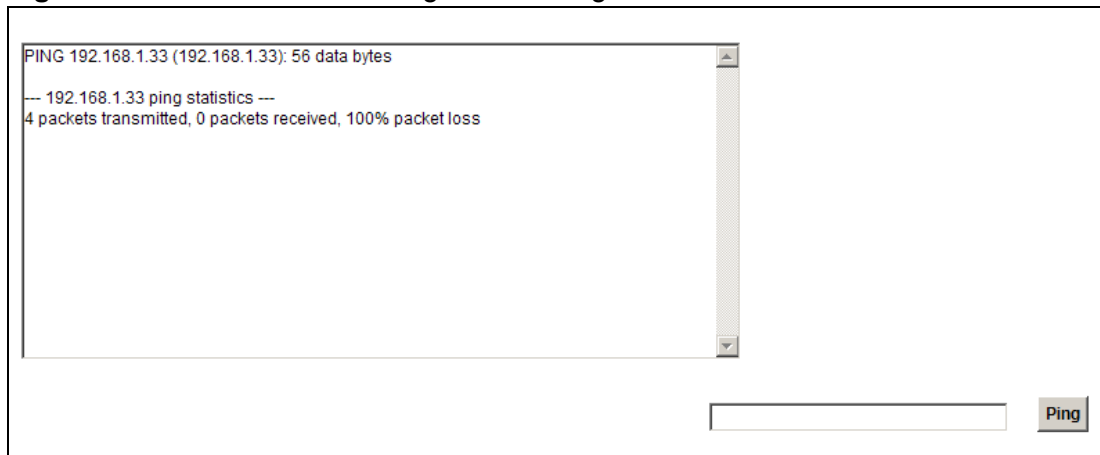 PING 192.168.1.33 (192.168.1.33): 56 data bytes
--- 192.168.1.33 ping statistics ---
4 packets transmitted, 0 packets received, 100% packet loss
Ping